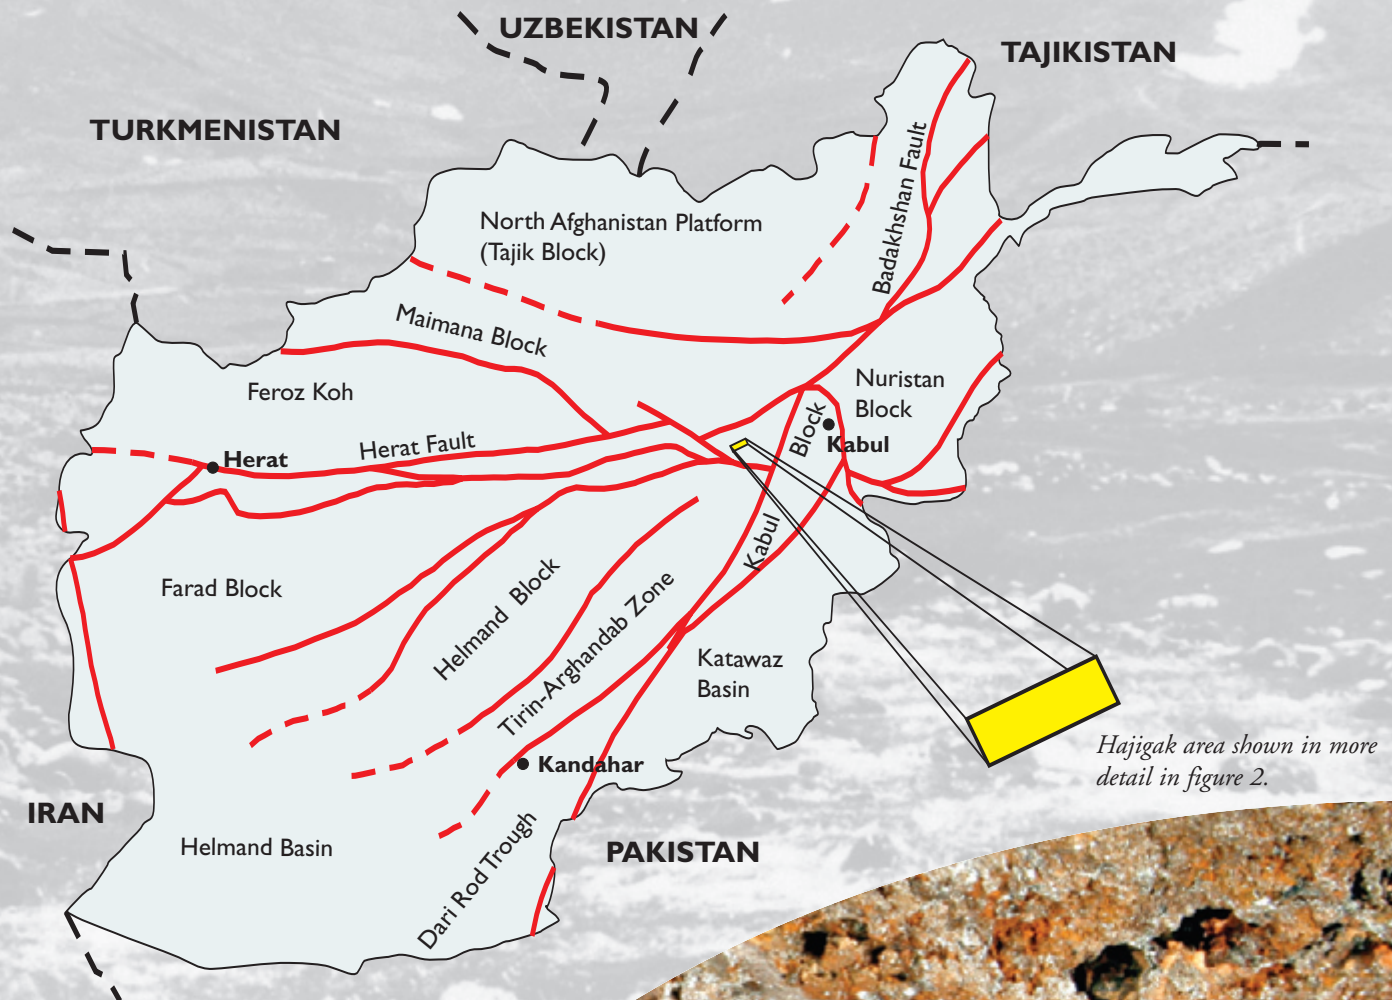 UZBEKISTAN
TAJIKISTAN
TURKMENISTAN
Badakhshan Fault
North Afghanistan Platform
(Tajik Block)
Maimana Block
Nuristan
Block
Feroz Koh
Block
Kabul
Herat Fault
Herat
Kabul
Farad Block
Helmand Block
Tirin-Arghandab Zone
Katawaz
Basin
Hajigak area shown in more
detail in figure 2.
Kandahar
IRAN
Helmand Basin
PAKISTAN
Dari Rod Trough